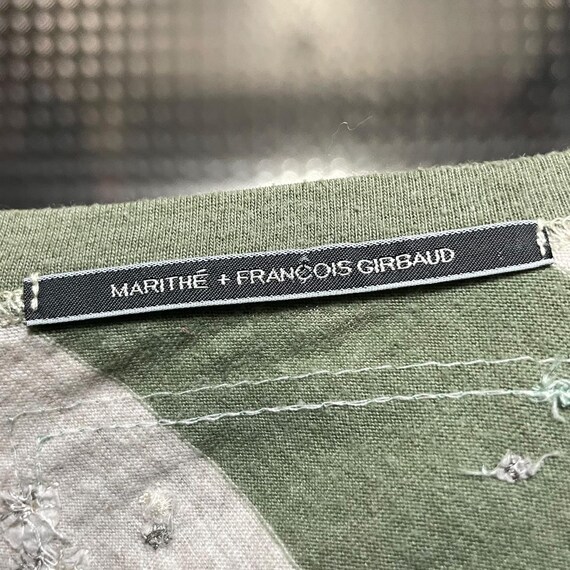 MARITHÉ + FRANÇOIS GIRBAUD